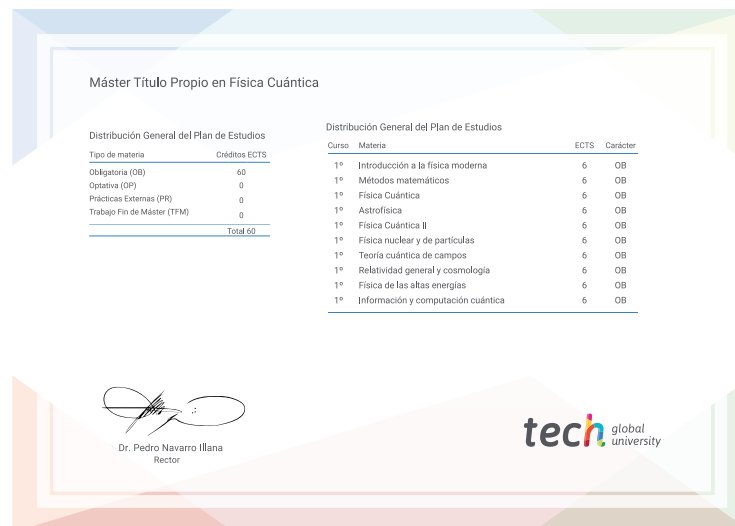 Máster Título Propio en Física Cuántica
Distribución General del Plan de Estudios
Tipo de materia Créditos ECTS
Obligatoria (OB) 60
Optativa (OP) 0
Prácticas Externas (PR) 0
Trabajo Fin de Máster (TFM) 0
Total 60
Distribución General del Plan de Estudios
Curso Materia ECTS Carácter
1º Introducción a la física moderna 6 OB
1º Métodos matemáticos 6 OB
1º Física Cuántica 6 OB
1º Astrofísica 6 OB
1º Física Cuántica II 6 OB
1º Física nuclear y de partículas 6 OB
1º Teoría cuántica de campos 6 OB
1º Relatividad general y cosmología 6 OB
1º Física de las altas energías 6 OB
1º Información y computación cuántica 6 OB
Dr. Pedro Navarro Illana
Rector
tech global
university